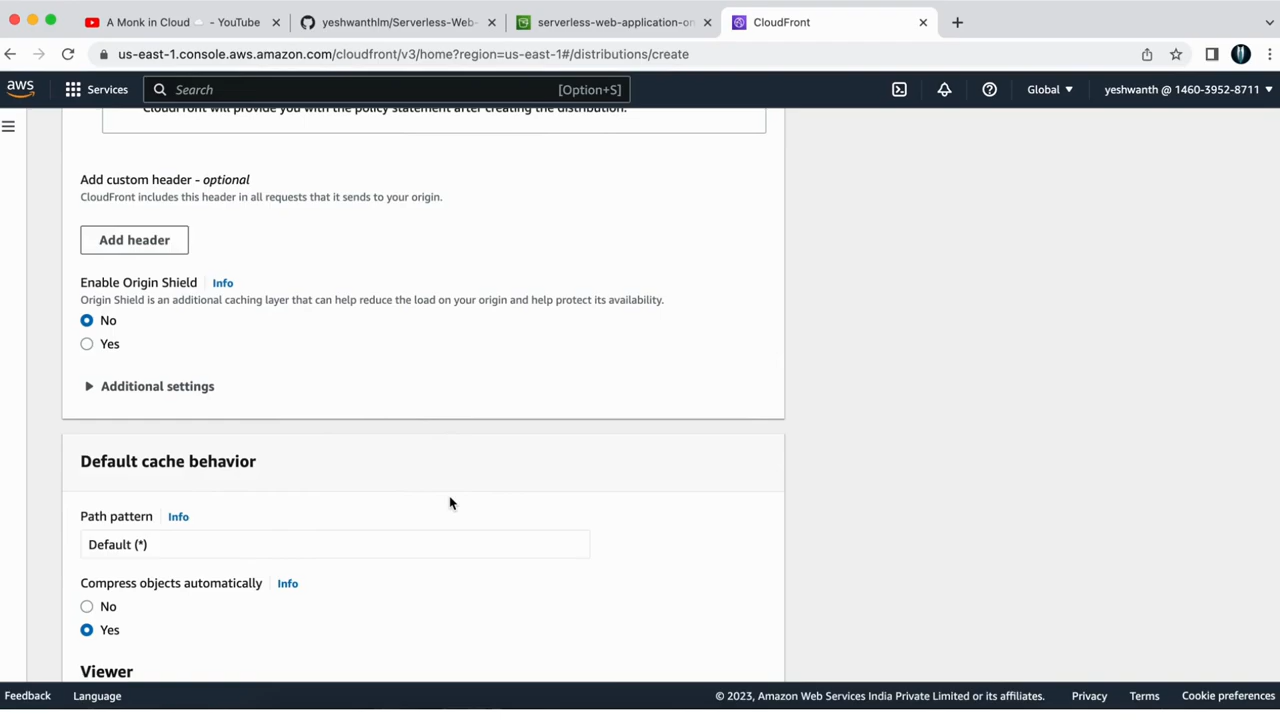 A Monk in Cloud - YouTube
yeshwanthlm/Serverless-Web-
serverless-web-application-on
CloudFront
us-east-1.console.aws.amazon.com/cloudfront/v3/home?region=us-east-1#/distributions/create
aws
Services
Search
[Option+S]
Global
yeshwanth @ 1460-3952-8711
CloudFront will provide you with the policy statement after creating the distribution.
Add custom header - optional
CloudFront includes this header in all requests that it sends to your origin.
Add header
Enable Origin Shield
Info
Origin Shield is an additional caching layer that can help reduce the load on your origin and help protect its availability.
No
Yes
Additional settings
Default cache behavior
Path pattern
Info
Default (*)
Compress objects automatically
Info
No
Yes
Viewer
Feedback
Language
© 2023, Amazon Web Services India Private Limited or its affiliates.
Privacy
Terms
Cookie preferences